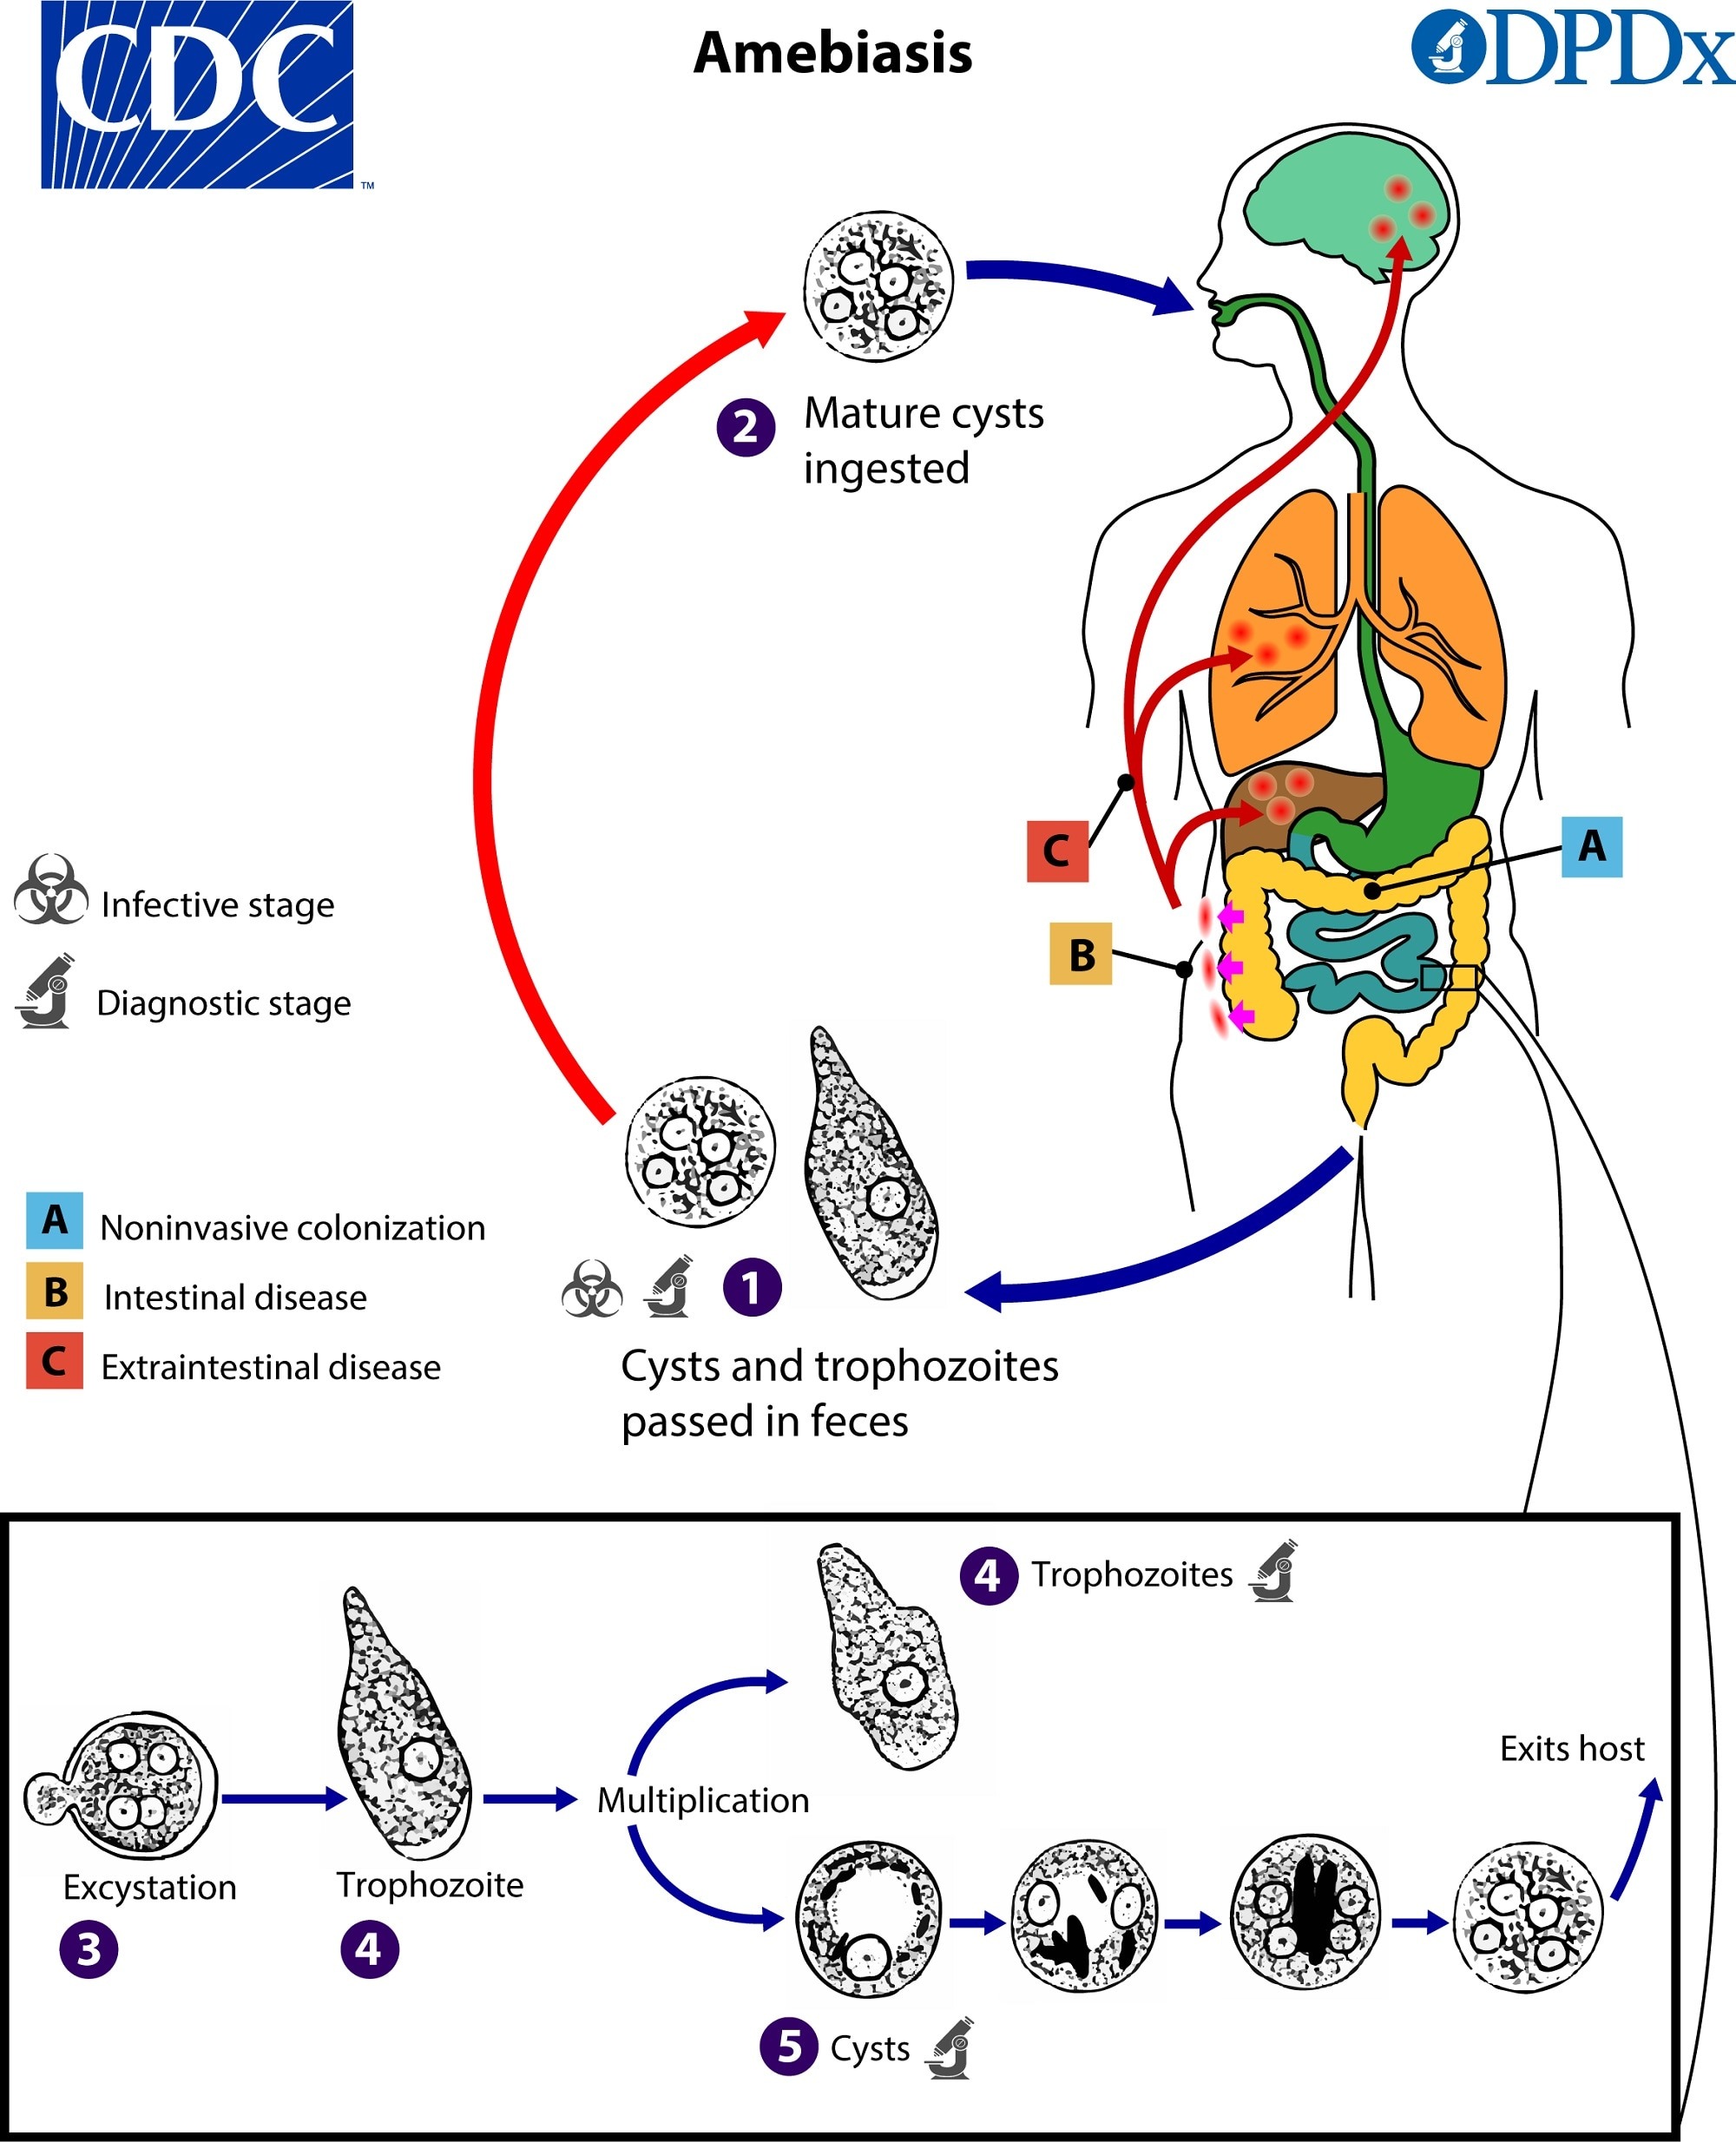 CDC
TM
Amebiasis
DPDx
2
Mature cysts
ingested
C
A
B
Infective stage
Diagnostic stage
A Noninvasive colonization
B Intestinal disease
C Extraintestinal disease
1
Cysts and trophozoites
passed in feces
4 Trophozoites
Exits host
Multiplication
Excystation
3
Trophozoite
4
5 Cysts